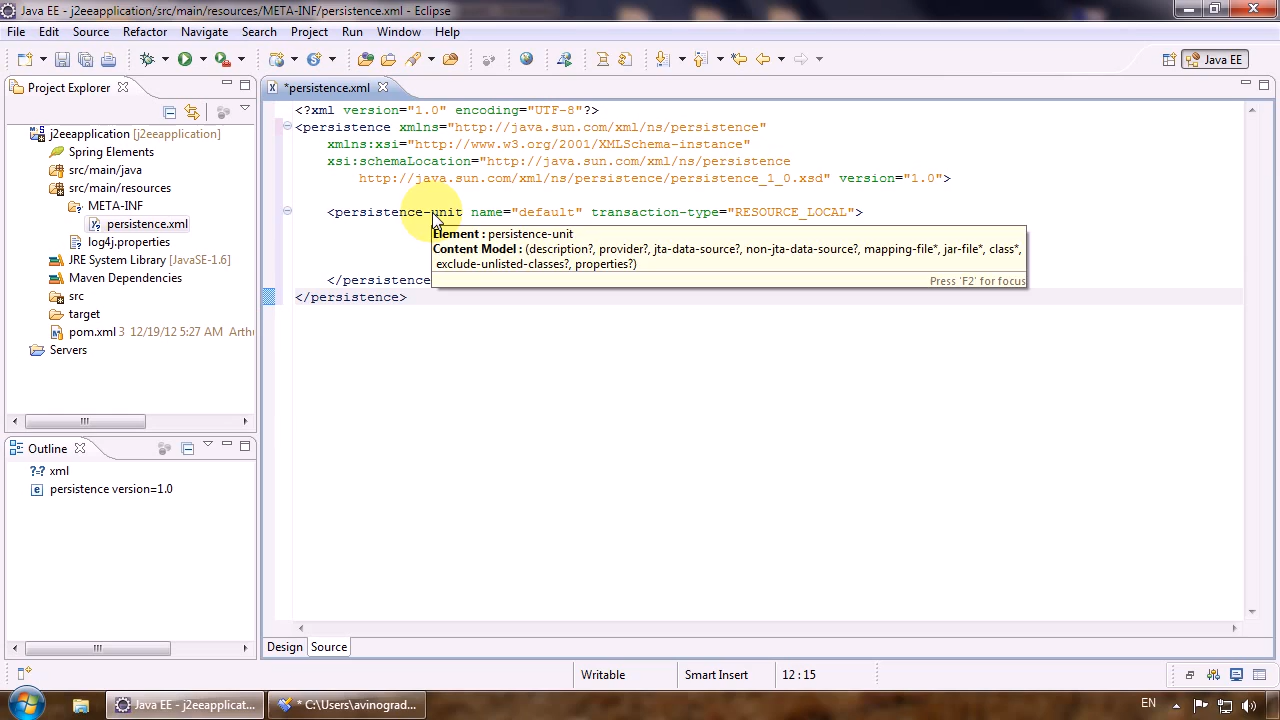 Java EE - j2eeapplication/src/main/resources/META-INF/persistence.xml - Eclipse
File Edit Source Refactor Navigate Search Project Run Window Help
Java EE
Project Explorer
*persistence.xml
j2eeapplication [j2eeapplication]
Spring Elements
src/main/java
src/main/resources
META-INF
persistence.xml
log4j.properties
JRE System Library [JavaSE-1.6]
Maven Dependencies
src
target
pom.xml 3 12/19/12 5:27 AM Arth
Servers
<?xml version="1.0" encoding="UTF-8"?>
<persistence xmlns="http://java.sun.com/xml/ns/persistence"
xmlns:xsi="http://www.w3.org/2001/XMLSchema-instance"
xsi:schemaLocation="http://java.sun.com/xml/ns/persistence
http://java.sun.com/xml/ns/persistence/persistence_1_0.xsd" version="1.0">
<persistence-unit name="default" transaction-type="RESOURCE_LOCAL">
Element : persistence-unit
Content Model : (description?, provider?, jta-data-source?, non-jta-data-source?, mapping-file*, jar-file*, class*,
exclude-unlisted-classes?, properties?)
Press 'F2' for focus
</persistence
</persistence>
Outline
?-? xml
e persistence version=1.0
Design Source
Writable Smart Insert 12 : 15
Java EE - j2eeapplicat... * C:\Users\avinograd... EN